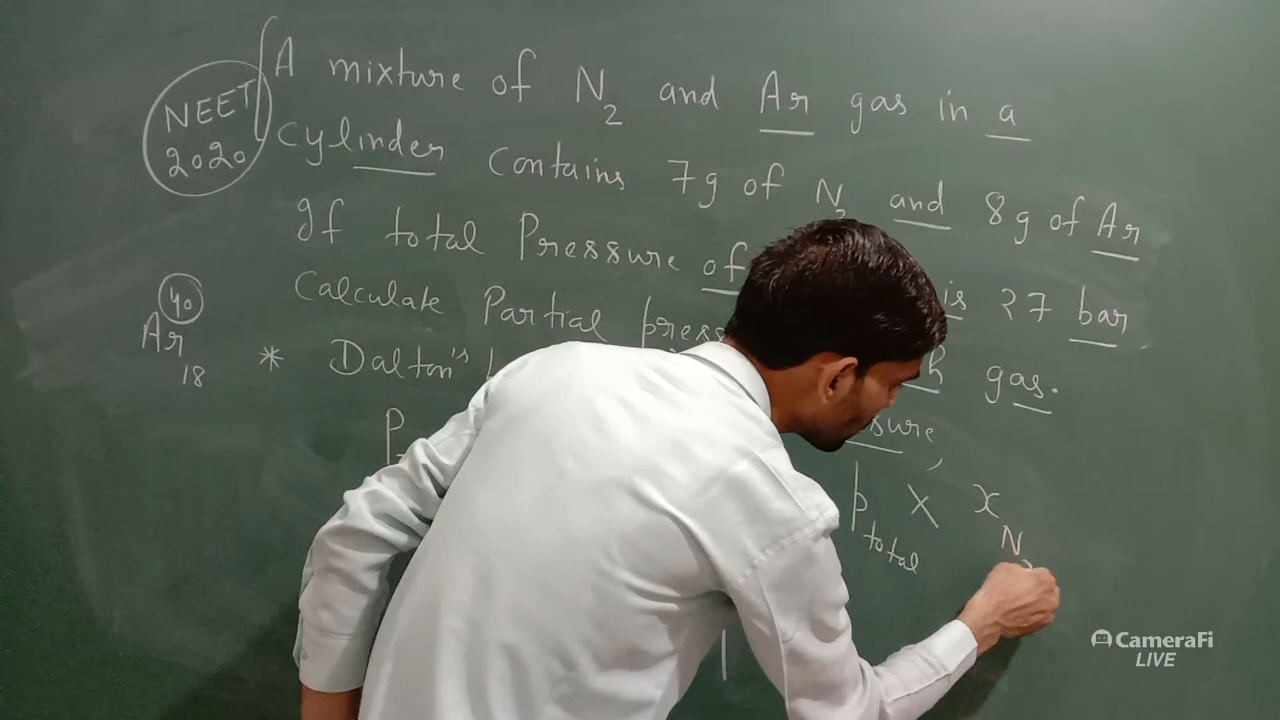 NEET
2020
A mixture of N2 and Ar gas in a
cylinder contains 7g of N2 and 8g of Ar
If total Pressure of is 27 bar
Calculate Partial gas.
40
Ar
18
* Dalton's
P p total X x N
CameraFi
LIVE